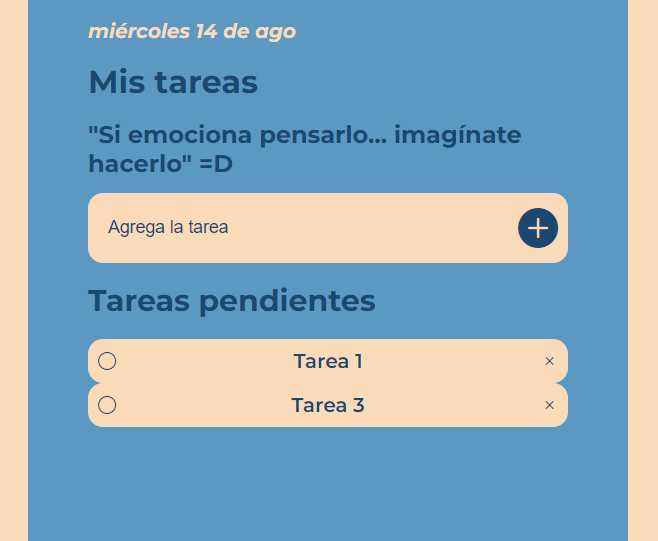 miércoles 14 de ago
Mis tareas
"Si emociona pensarlo... imagínate
hacerlo" =D
Agrega la tarea
Tareas pendientes
Tarea 1
Tarea 3